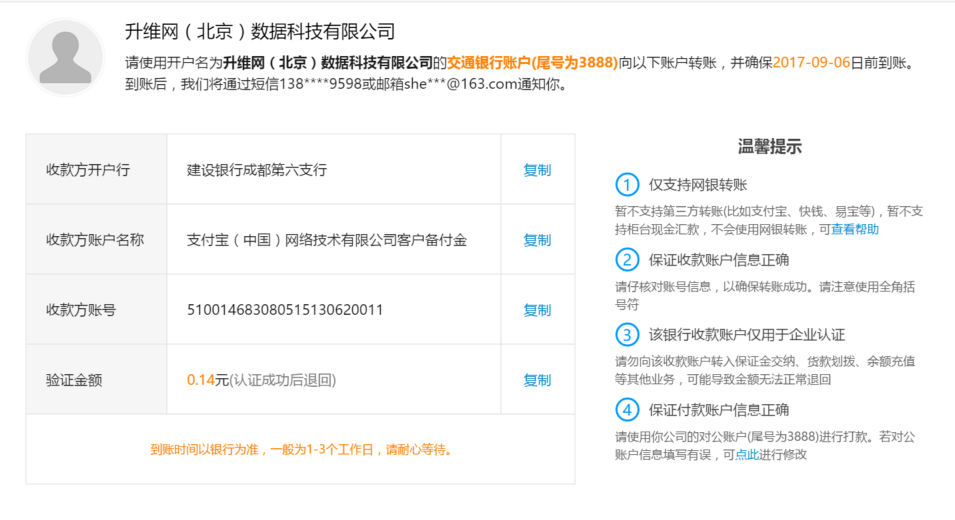 升维网（北京）数据科技有限公司
请使用开户名为升维网（北京）数据科技有限公司的交通银行账户(尾号为3888)向以下账户转账，并确保2017-09-06日前到账。
到账后，我们将通过短信138****9598或邮箱she***@163.com通知你。
收款方开户行 建设银行成都第六支行 复制
收款方账户名称 支付宝（中国）网络技术有限公司客户备付金 复制
收款方账号 51001468308051513062​0011 复制
验证金额 0.14元(认证成功后退回) 复制
到账时间以银行为准，一般为1-3个工作日，请耐心等待。
温馨提示
1 仅支持网银转账
暂不支持第三方转账(比如支付宝、快钱、易宝等)，暂不支
持柜台现金汇款，不会使用网银转账，可查看帮助
2 保证收款账户信息正确
请仔核对账号信息，以确保转账成功。请注意使用全角括
号符
3 该银行收款账户仅用于企业认证
请勿向该收款账户转入保证金交纳、货款划拨、余额充值
等其他业务，可能导致金额无法正常退回
4 保证付款账户信息正确
请使用你公司的对公账户(尾号为3888)进行打款。若对公
账户信息填写有误，可点此进行修改